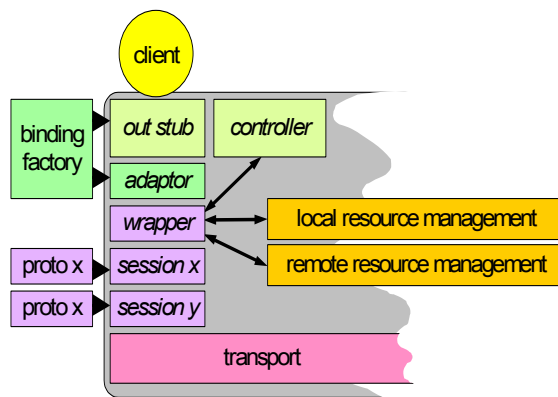 client
out stub
controller
binding
factory
adaptor
wrapper
local resource management
remote resource management
proto x
session x
proto x
session y
transport